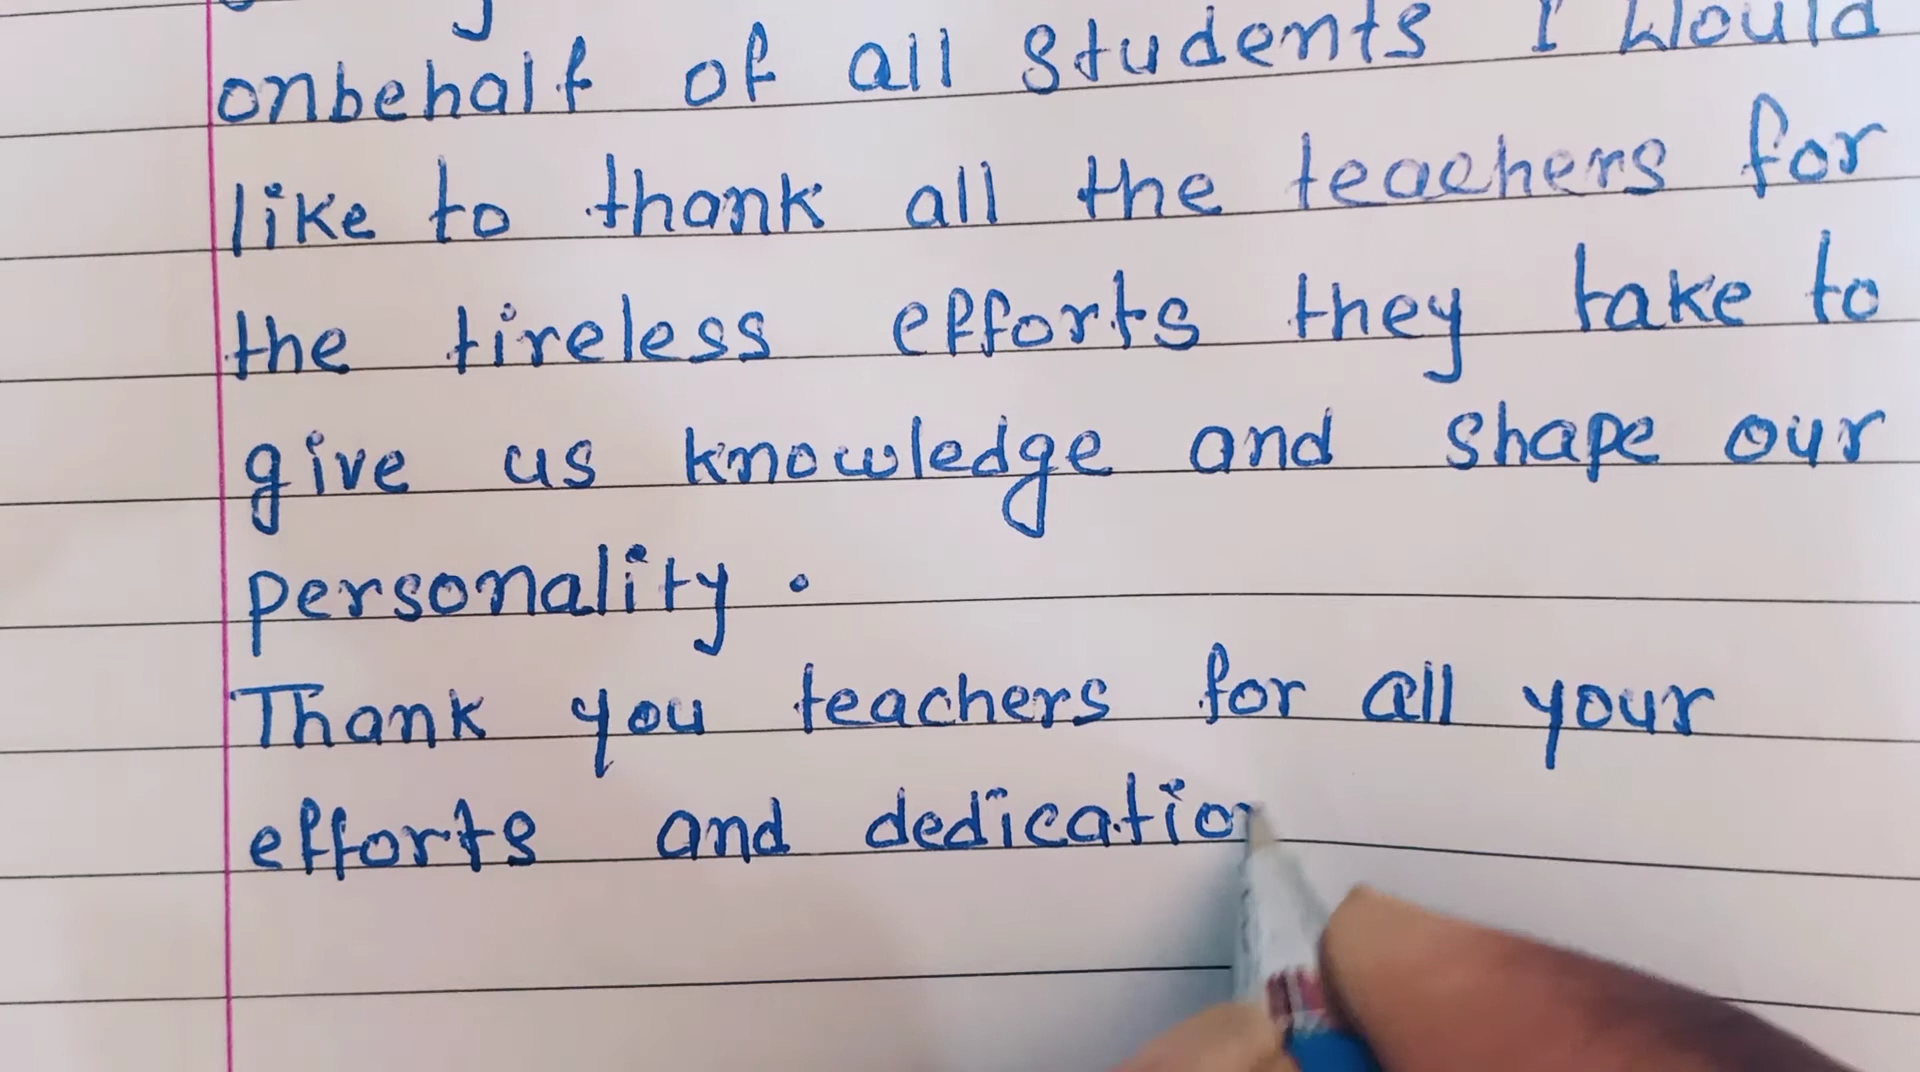 onbehalf of all students I would
like to thank all the teachers for
the tireless efforts they take to
give us knowledge and shape our
personality.
Thank you teachers for all your
efforts and dedication